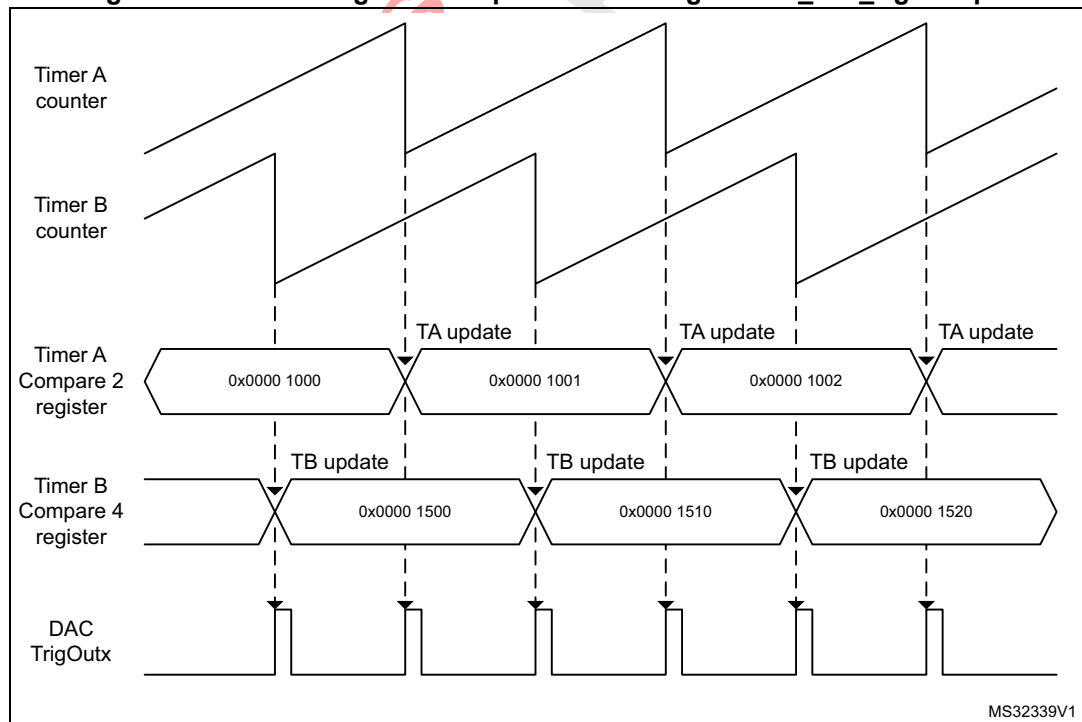 Timer A
counter
Timer B
counter
TA update
TA update
TA update
Timer A
Compare 2
register
0x0000 1000
0x0000 1001
0x0000 1002
TB update
TB update
TB update
Timer B
Compare 4
register
0x0000 1500
0x0000 1510
0x0000 1520
DAC
TrigOutx
MS32339V1